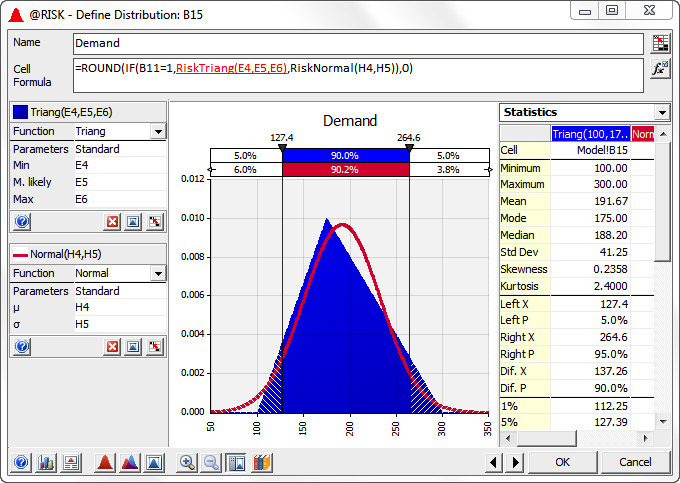 @RISK - Define Distribution: B15
Name
Demand
Cell
Formula
=ROUND(IF(B11=1,RiskTriang(E4,E5,E6),RiskNormal(H4,H5)),0)
Triang(E4,E5,E6)
Function Triang
Parameters Standard
Min E4
M. likely E5
Max E6
Normal(H4,H5)
Function Normal
Parameters Standard
μ H4
σ H5
Demand
127.4 264.6
5.0% 90.0% 5.0%
6.0% 90.2% 3.8%
0.012
0.010
0.008
0.006
0.004
0.002
0.000
50 100 150 200 250 300 350
Statistics
Triang(100,17.. Norm
Cell Model!B15
Minimum 100.00
Maximum 300.00
Mean 191.67
Mode 175.00
Median 188.20
Std Dev 41.25
Skewness 0.2358
Kurtosis 2.4000
Left X 127.4
Left P 5.0%
Right X 264.6
Right P 95.0%
Dif. X 137.26
Dif. P 90.0%
1% 112.25
5% 127.39
OK Cancel